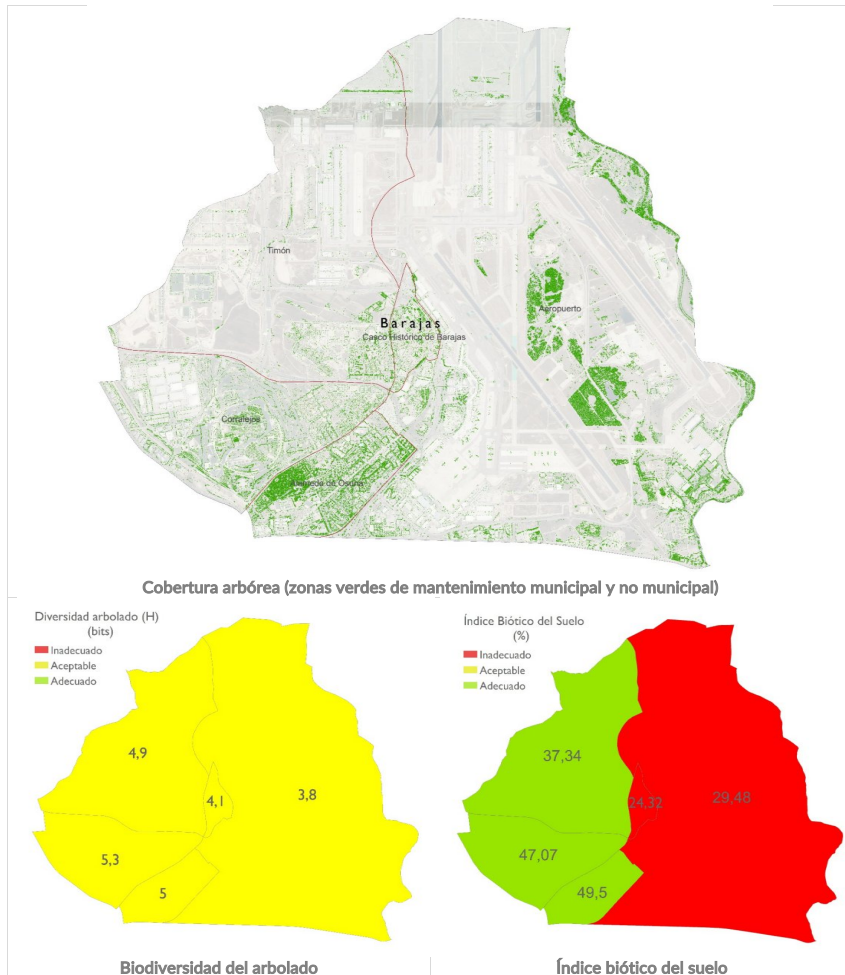 Timón
Barajas
Casco Histórico de Barajas
Aeropuerto
Corralejos
Alameda de Osuna
Cobertura arbórea (zonas verdes de mantenimiento municipal y no municipal)
Diversidad arbolado (H)
(bits)
Inadecuado
Aceptable
Adecuado
4,9
4,1
3,8
5,3
5
Biodiversidad del arbolado
Índice Biótico del Suelo
(%)
Inadecuado
Aceptable
Adecuado
37,34
24,32
29,48
47,07
49,5
Índice biótico del suelo